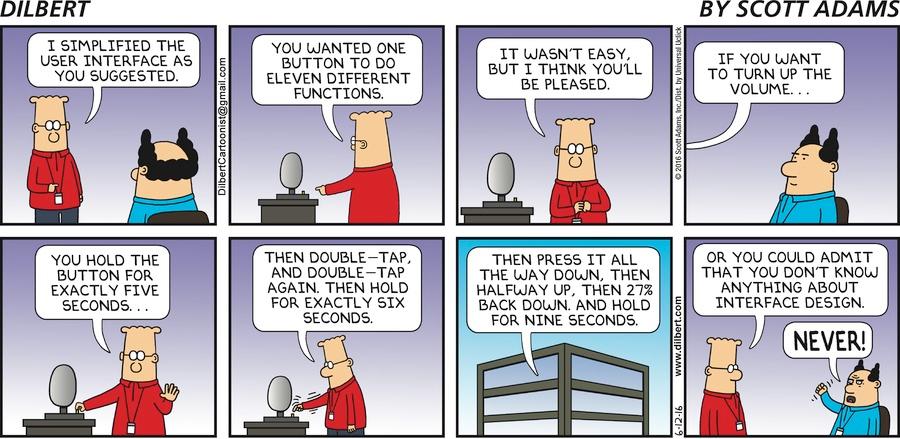 DILBERT
BY SCOTT ADAMS
I SIMPLIFIED THE
USER INTERFACE AS
YOU SUGGESTED.
DilbertCartoonist@gmail.com
YOU WANTED ONE
BUTTON TO DO
ELEVEN DIFFERENT
FUNCTIONS.
IT WASN'T EASY,
BUT I THINK YOU'LL
BE PLEASED.
© 2016 Scott Adams, Inc./Dist. by Universal Uclick
IF YOU WANT
TO TURN UP THE
VOLUME...
YOU HOLD THE
BUTTON FOR
EXACTLY FIVE
SECONDS...
THEN DOUBLE-TAP,
AND DOUBLE-TAP
AGAIN. THEN HOLD
FOR EXACTLY SIX
SECONDS.
THEN PRESS IT ALL
THE WAY DOWN, THEN
HALFWAY UP, THEN 27%
BACK DOWN. AND HOLD
FOR NINE SECONDS.
6-12-16 www.dilbert.com
OR YOU COULD ADMIT
THAT YOU DON'T KNOW
ANYTHING ABOUT
INTERFACE DESIGN.
NEVER!